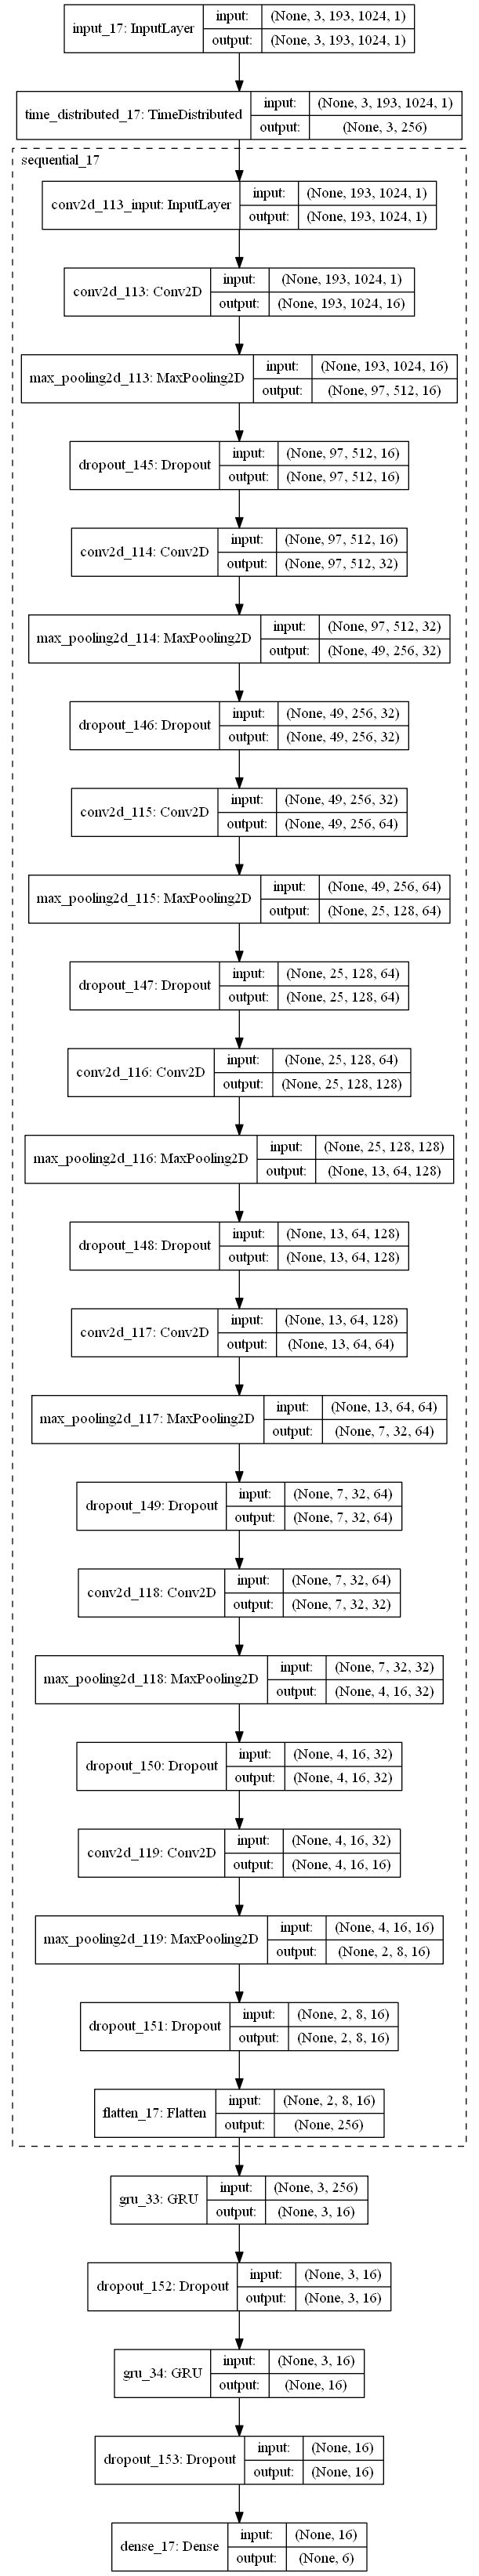 input_17: InputLayer
input: (None, 3, 193, 1024, 1)
output: (None, 3, 193, 1024, 1)
time_distributed_17: TimeDistributed
input: (None, 3, 193, 1024, 1)
output: (None, 3, 256)
sequential_17
conv2d_113_input: InputLayer
input: (None, 193, 1024, 1)
output: (None, 193, 1024, 1)
conv2d_113: Conv2D
input: (None, 193, 1024, 1)
output: (None, 193, 1024, 16)
max_pooling2d_113: MaxPooling2D
input: (None, 193, 1024, 16)
output: (None, 97, 512, 16)
dropout_145: Dropout
input: (None, 97, 512, 16)
output: (None, 97, 512, 16)
conv2d_114: Conv2D
input: (None, 97, 512, 16)
output: (None, 97, 512, 32)
max_pooling2d_114: MaxPooling2D
input: (None, 97, 512, 32)
output: (None, 49, 256, 32)
dropout_146: Dropout
input: (None, 49, 256, 32)
output: (None, 49, 256, 32)
conv2d_115: Conv2D
input: (None, 49, 256, 32)
output: (None, 49, 256, 64)
max_pooling2d_115: MaxPooling2D
input: (None, 49, 256, 64)
output: (None, 25, 128, 64)
dropout_147: Dropout
input: (None, 25, 128, 64)
output: (None, 25, 128, 64)
conv2d_116: Conv2D
input: (None, 25, 128, 64)
output: (None, 25, 128, 128)
max_pooling2d_116: MaxPooling2D
input: (None, 25, 128, 128)
output: (None, 13, 64, 128)
dropout_148: Dropout
input: (None, 13, 64, 128)
output: (None, 13, 64, 128)
conv2d_117: Conv2D
input: (None, 13, 64, 128)
output: (None, 13, 64, 64)
max_pooling2d_117: MaxPooling2D
input: (None, 13, 64, 64)
output: (None, 7, 32, 64)
dropout_149: Dropout
input: (None, 7, 32, 64)
output: (None, 7, 32, 64)
conv2d_118: Conv2D
input: (None, 7, 32, 64)
output: (None, 7, 32, 32)
max_pooling2d_118: MaxPooling2D
input: (None, 7, 32, 32)
output: (None, 4, 16, 32)
dropout_150: Dropout
input: (None, 4, 16, 32)
output: (None, 4, 16, 32)
conv2d_119: Conv2D
input: (None, 4, 16, 32)
output: (None, 4, 16, 16)
max_pooling2d_119: MaxPooling2D
input: (None, 4, 16, 16)
output: (None, 2, 8, 16)
dropout_151: Dropout
input: (None, 2, 8, 16)
output: (None, 2, 8, 16)
flatten_17: Flatten
input: (None, 2, 8, 16)
output: (None, 256)
gru_33: GRU
input: (None, 3, 256)
output: (None, 3, 16)
dropout_152: Dropout
input: (None, 3, 16)
output: (None, 3, 16)
gru_34: GRU
input: (None, 3, 16)
output: (None, 16)
dropout_153: Dropout
input: (None, 16)
output: (None, 16)
dense_17: Dense
input: (None, 16)
output: (None, 6)